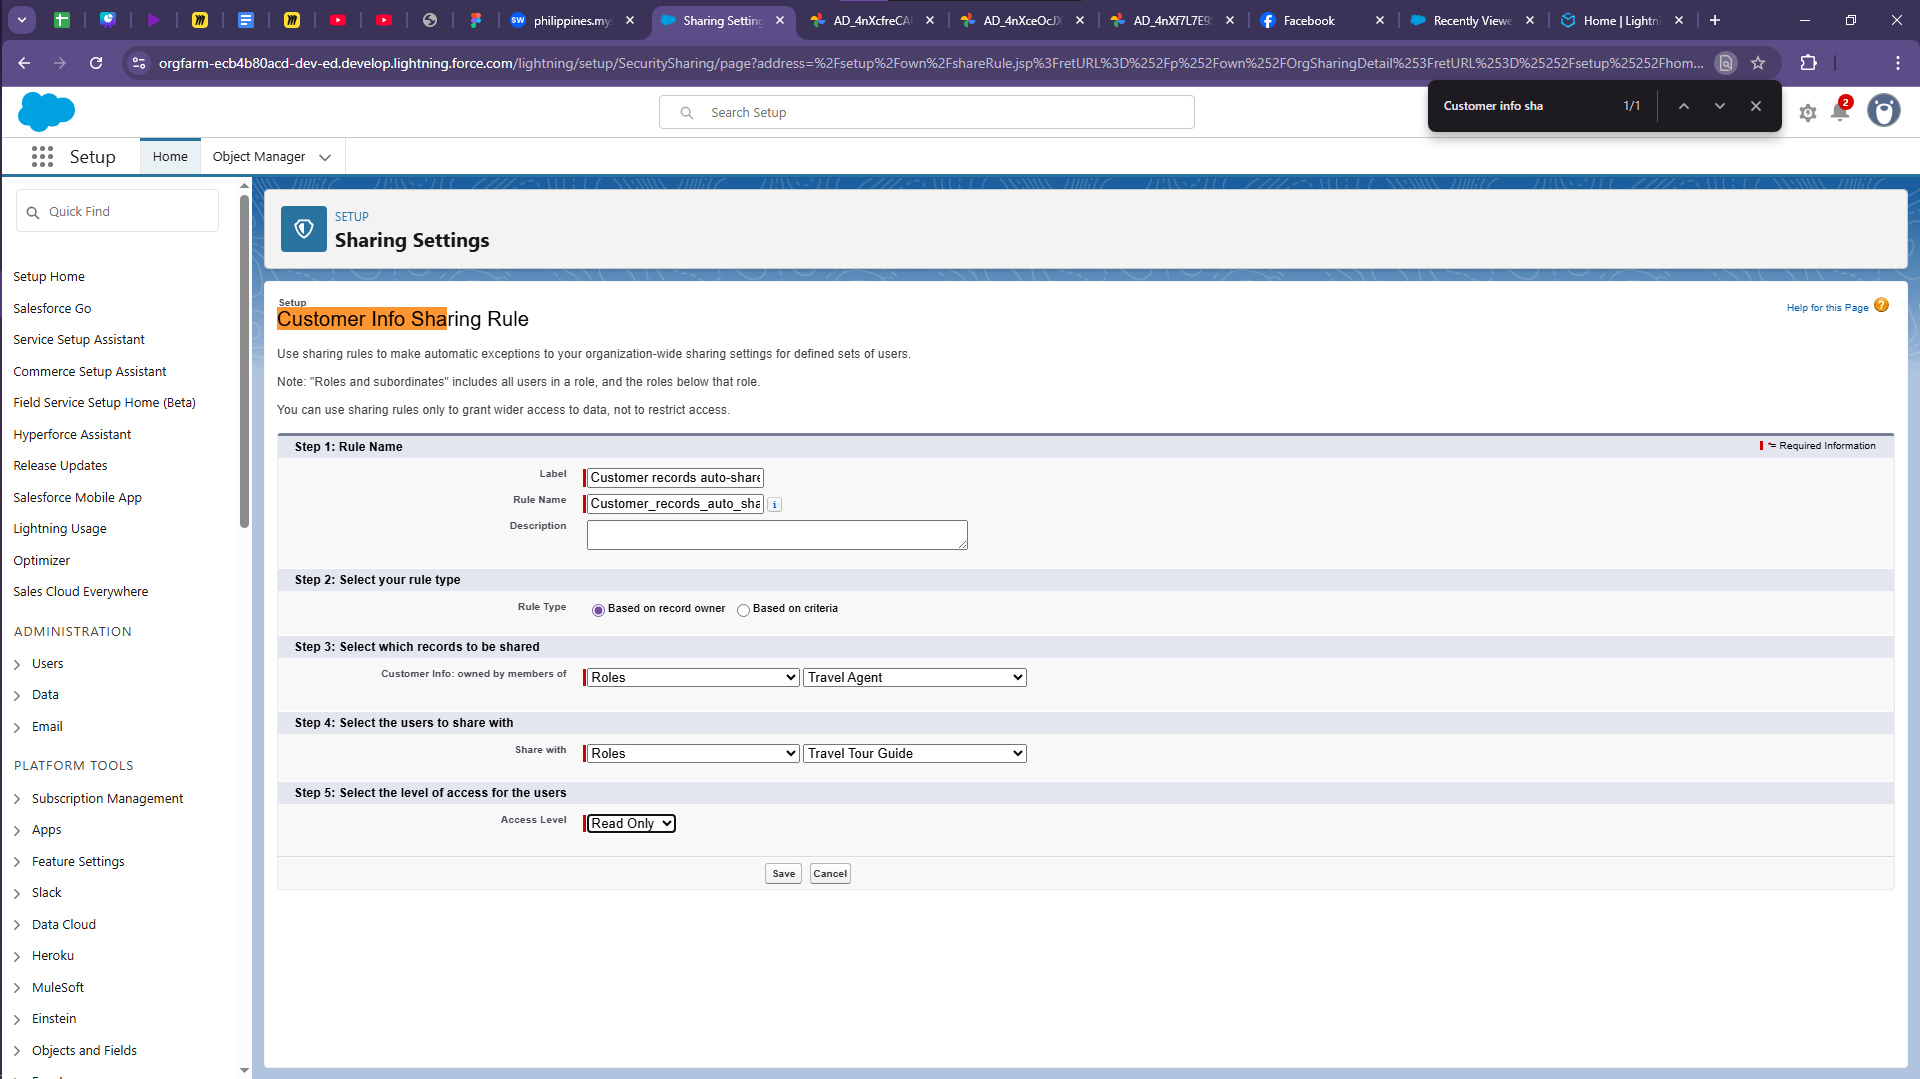 philippines.my
Sharing Setting
AD_4nXcfreCAU
AD_4nXceOcJX
AD_4nXf7L7E9
Facebook
Recently Viewe
Home | Lightni
orgfarm-ecb4b80acd-dev-ed.develop.lightning.force.com/lightning/setup/SecuritySharing/page?address=%2Fsetup%2Fown%2FshareRule.jsp%3FretURL%3D%252Fp%252Fown%252FOrgSharingDetail%253FretURL%253D%25252Fsetup%25252Fhom...
Customer info sha 1/1
Search Setup
2
Setup Home Object Manager
Quick Find
Setup Home
Salesforce Go
Service Setup Assistant
Commerce Setup Assistant
Field Service Setup Home (Beta)
Hyperforce Assistant
Release Updates
Salesforce Mobile App
Lightning Usage
Optimizer
Sales Cloud Everywhere
ADMINISTRATION
Users
Data
Email
PLATFORM TOOLS
Subscription Management
Apps
Feature Settings
Slack
Data Cloud
Heroku
MuleSoft
Einstein
Objects and Fields
SETUP
Sharing Settings
Setup
Customer Info Sharing Rule
Help for this Page
Use sharing rules to make automatic exceptions to your organization-wide sharing settings for defined sets of users.
Note: "Roles and subordinates" includes all users in a role, and the roles below that role.
You can use sharing rules only to grant wider access to data, not to restrict access.
Step 1: Rule Name
= Required Information
Label Customer records auto-share
Rule Name Customer_records_auto_sha i
Description
Step 2: Select your rule type
Rule Type Based on record owner Based on criteria
Step 3: Select which records to be shared
Customer Info: owned by members of Roles Travel Agent
Step 4: Select the users to share with
Share with Roles Travel Tour Guide
Step 5: Select the level of access for the users
Access Level Read Only
Save Cancel